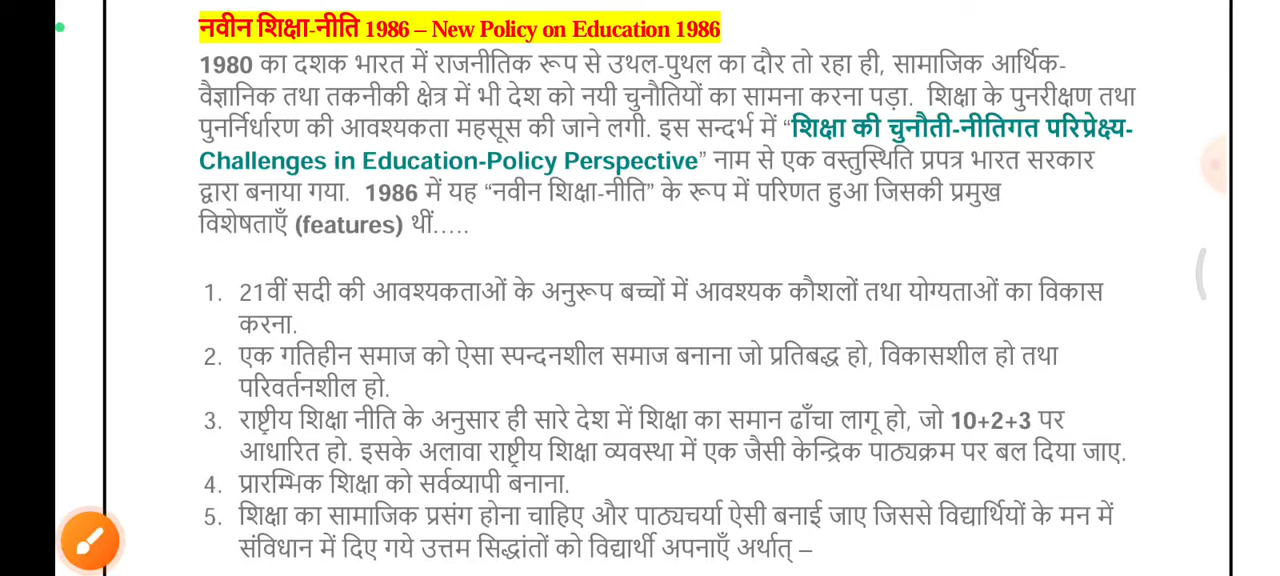 नवीन शिक्षा-नीति 1986 – New Policy on Education 1986
1980 का दशक भारत में राजनीतिक रूप से उथल-पुथल का दौर तो रहा ही, सामाजिक आर्थिक-
वैज्ञानिक तथा तकनीकी क्षेत्र में भी देश को नयी चुनौतियों का सामना करना पड़ा. शिक्षा के पुनरीक्षण तथा
पुनर्निर्धारण की आवश्यकता महसूस की जाने लगी. इस सन्दर्भ में “शिक्षा की चुनौती-नीतिगत परिप्रेक्ष्य-
Challenges in Education-Policy Perspective” नाम से एक वस्तुस्थिति प्रपत्र भारत सरकार
द्वारा बनाया गया. 1986 में यह “नवीन शिक्षा-नीति” के रूप में परिणत हुआ जिसकी प्रमुख
विशेषताएँ (features) थीं.....
1. 21वीं सदी की आवश्यकताओं के अनुरूप बच्चों में आवश्यक कौशलों तथा योग्यताओं का विकास
करना.
2. एक गतिहीन समाज को ऐसा स्पन्दनशील समाज बनाना जो प्रतिबद्ध हो, विकासशील हो तथा
परिवर्तनशील हो.
3. राष्ट्रीय शिक्षा नीति के अनुसार ही सारे देश में शिक्षा का समान ढाँचा लागू हो, जो 10+2+3 पर
आधारित हो. इसके अलावा राष्ट्रीय शिक्षा व्यवस्था में एक जैसी केन्द्रिक पाठ्यक्रम पर बल दिया जाए.
4. प्रारम्भिक शिक्षा को सर्वव्यापी बनाना.
5. शिक्षा का सामाजिक प्रसंग होना चाहिए और पाठ्यचर्या ऐसी बनाई जाए जिससे विद्यार्थियों के मन में
संविधान में दिए गये उत्तम सिद्धांतों को विद्यार्थी अपनाएँ अर्थात् –